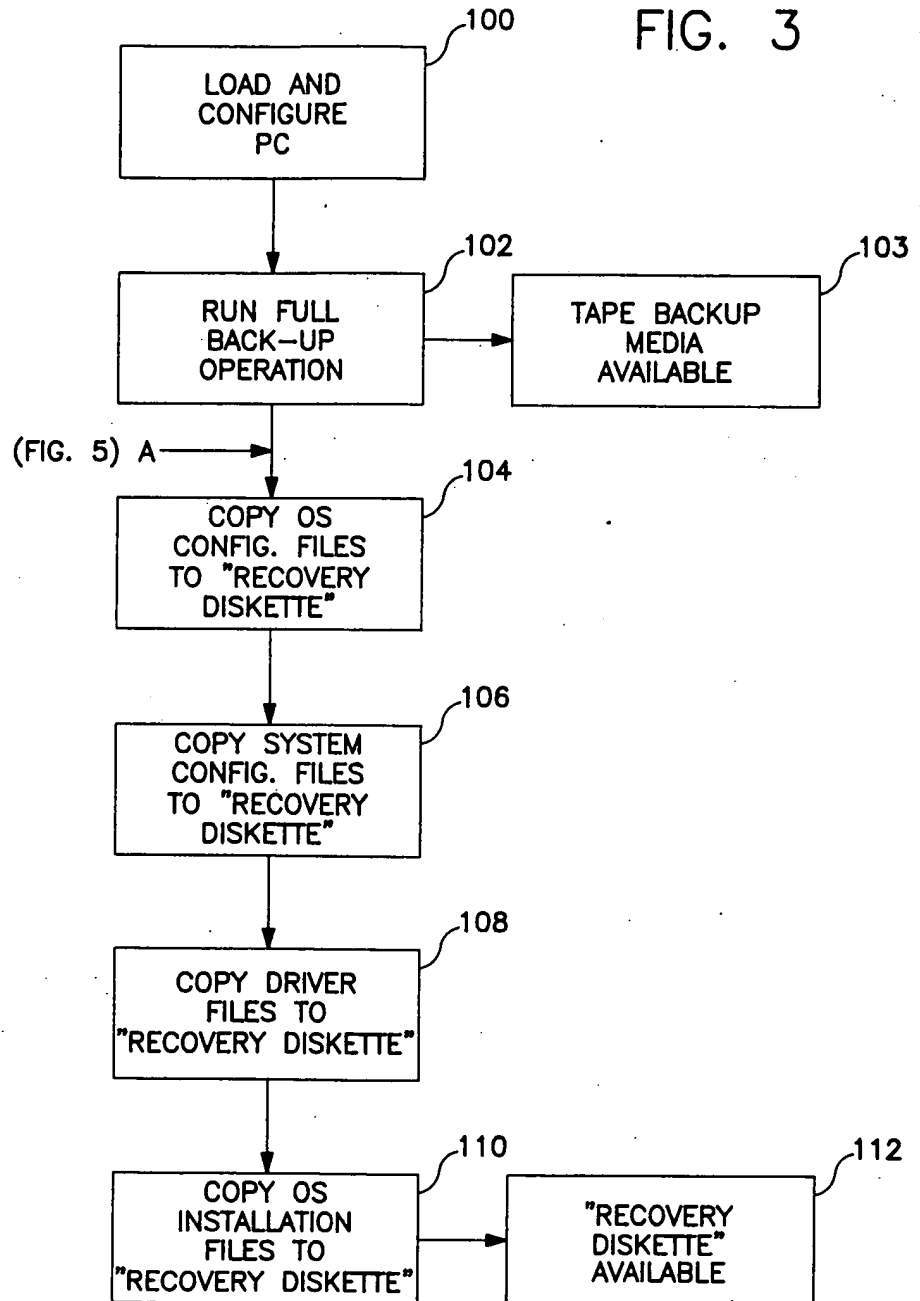 FIG. 3
100
LOAD AND
CONFIGURE
PC
102
RUN FULL
BACK-UP
OPERATION
103
TAPE BACKUP
MEDIA
AVAILABLE
(FIG. 5) A
104
COPY OS
CONFIG. FILES
TO "RECOVERY
DISKETTE"
106
COPY SYSTEM
CONFIG. FILES
TO "RECOVERY
DISKETTE"
108
COPY DRIVER
FILES TO
"RECOVERY DISKETTE"
110
COPY OS
INSTALLATION
FILES TO
"RECOVERY DISKETTE"
112
"RECOVERY
DISKETTE"
AVAILABLE